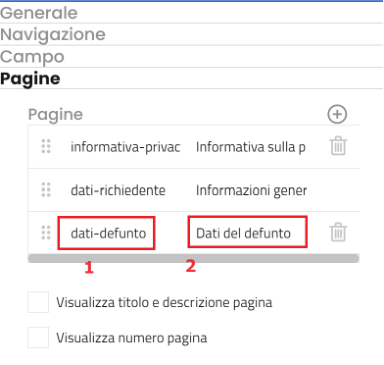 Generale
Navigazione
Campo
Pagine
Pagine
informativa-privac Informativa sulla p
dati-richiedente Informazioni gener
dati-defunto Dati del defunto
1 2
Visualizza titolo e descrizione pagina
Visualizza numero pagina